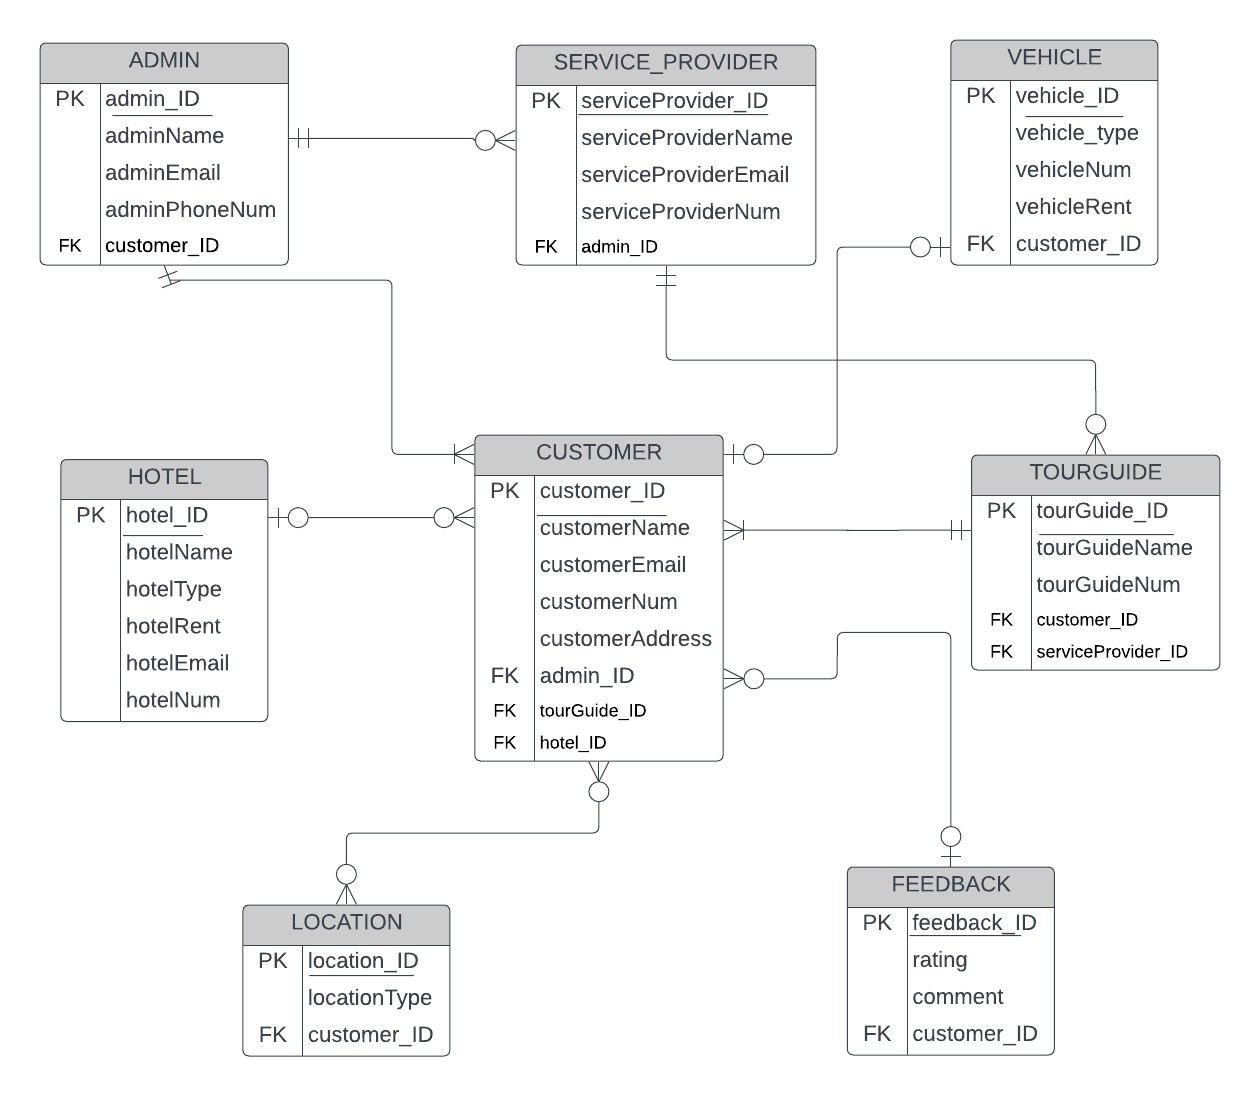 ADMIN
PK admin_ID
adminName
adminEmail
adminPhoneNum
FK customer_ID
SERVICE_PROVIDER
PK serviceProvider_ID
serviceProviderName
serviceProviderEmail
serviceProviderNum
FK admin_ID
VEHICLE
PK vehicle_ID
vehicle_type
vehicleNum
vehicleRent
FK customer_ID
HOTEL
PK hotel_ID
hotelName
hotelType
hotelRent
hotelEmail
hotelNum
CUSTOMER
PK customer_ID
customerName
customerEmail
customerNum
customerAddress
FK admin_ID
FK tourGuide_ID
FK hotel_ID
TOURGUIDE
PK tourGuide_ID
tourGuideName
tourGuideNum
FK customer_ID
FK serviceProvider_ID
LOCATION
PK location_ID
locationType
FK customer_ID
FEEDBACK
PK feedback_ID
rating
comment
FK customer_ID